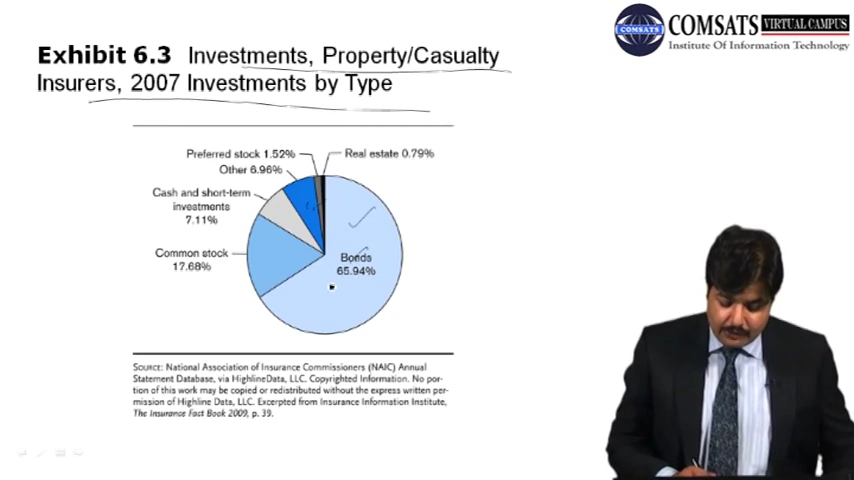 COMSATS VIRTUAL CAMPUS
Institute Of Information Technology
Exhibit 6.3 Investments, Property/Casualty
Insurers, 2007 Investments by Type
Preferred stock 1.52%
Real estate 0.79%
Other 6.96%
Cash and short-term
investments
7.11%
Common stock
17.68%
Bonds
65.94%
SOURCE: National Association of Insurance Commissioners (NAIC) Annual
Statement Database, via HighlineData, LLC. Copyrighted Information. No por-
tion of this work may be copied or redistributed without the express written per-
mission of Highline Data, LLC. Excerpted from Insurance Information Institute,
The Insurance Fact Book 2009, p. 39.